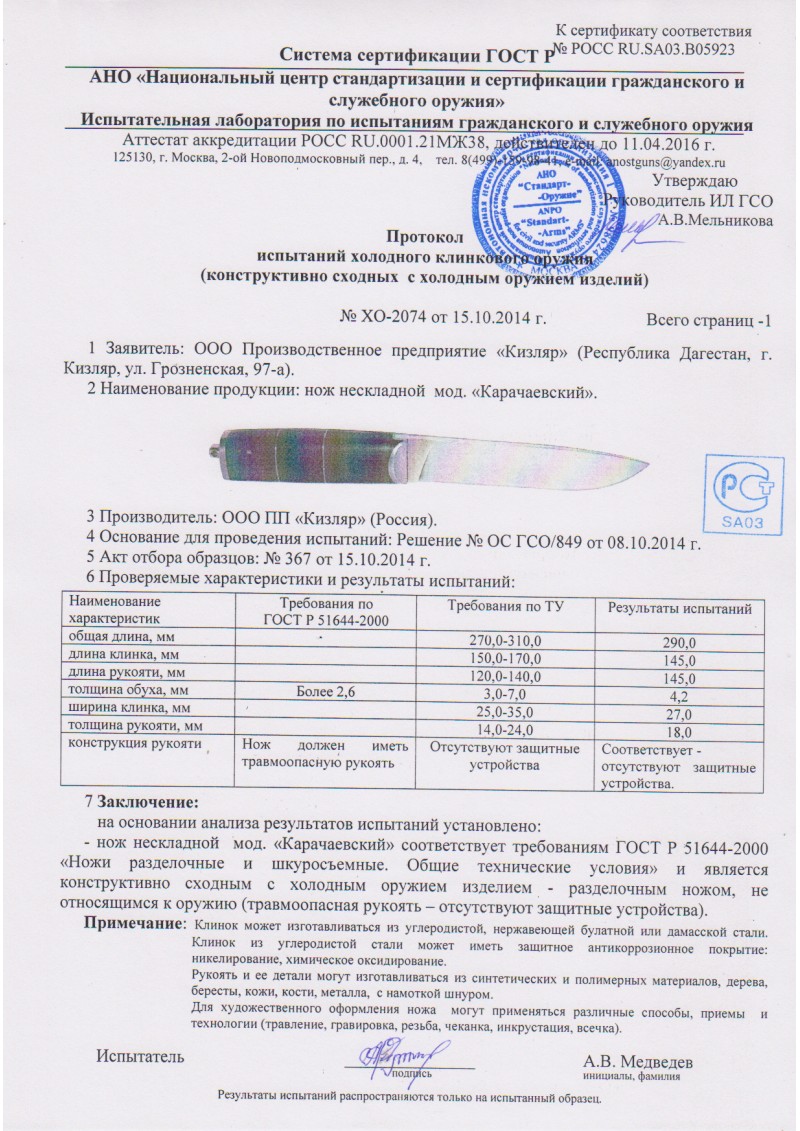 К сертификату соответствия
№ РОСС RU.SA03.B05923
Система сертификации ГОСТ Р
АНО «Национальный центр стандартизации и сертификации гражданского и
служебного оружия»
Испытательная лаборатория по испытаниям гражданского и служебного оружия
Аттестат аккредитации РОСС RU.0001.21МЖ38, действителен до 11.04.2016 г.
125130, г. Москва, 2-ой Новоподмосковный пер., д. 4, тел. 8(499) e-mail: anostguns@yandex.ru
АНО
"Стандарт-
-Оружие"
ANPO
"Standart-
-Arms"
for civil and security ARMS
МОСКВА
Утверждаю
Руководитель ИЛ ГСО
А.В.Мельникова
Протокол
испытаний холодного клинкового оружия
(конструктивно сходных с холодным оружием изделий)
№ ХО-2074 от 15.10.2014 г.
Всего страниц -1
1 Заявитель: ООО Производственное предприятие «Кизляр» (Республика Дагестан, г.
Кизляр, ул. Грозненская, 97-а).
2 Наименование продукции: нож нескладной мод. «Карачаевский».
РСТ
SA03
3 Производитель: ООО ПП «Кизляр» (Россия).
4 Основание для проведения испытаний: Решение № ОС ГСО/849 от 08.10.2014 г.
5 Акт отбора образцов: № 367 от 15.10.2014 г.
6 Проверяемые характеристики и результаты испытаний:
Наименование характеристик Требования по ГОСТ Р 51644-2000 Требования по ТУ Результаты испытаний
общая длина, мм 270,0-310,0 290,0
длина клинка, мм 150,0-170,0 145,0
длина рукояти, мм 120,0-140,0 145,0
толщина обуха, мм Более 2,6 3,0-7,0 4,2
ширина клинка, мм 25,0-35,0 27,0
толщина рукояти, мм 14,0-24,0 18,0
конструкция рукояти Нож должен иметь травмоопасную рукоять Отсутствуют защитные устройства Соответствует - отсутствуют защитные устройства.
7 Заключение:
на основании анализа результатов испытаний установлено:
- нож нескладной мод. «Карачаевский» соответствует требованиям ГОСТ Р 51644-2000
«Ножи разделочные и шкуросъемные. Общие технические условия» и является
конструктивно сходным с холодным оружием изделием - разделочным ножом, не
относящимся к оружию (травмоопасная рукоять – отсутствуют защитные устройства).
Примечание: Клинок может изготавливаться из углеродистой, нержавеющей булатной или дамасской стали.
Клинок из углеродистой стали может иметь защитное антикоррозионное покрытие:
никелирование, химическое оксидирование.
Рукоять и ее детали могут изготавливаться из синтетических и полимерных материалов, дерева,
бересты, кожи, кости, металла, с намоткой шнуром.
Для художественного оформления ножа могут применяться различные способы, приемы и
технологии (травление, гравировка, резьба, чеканка, инкрустация, всечка).
Испытатель
подпись
А.В. Медведев
инициалы, фамилия
Результаты испытаний распространяются только на испытанный образец.